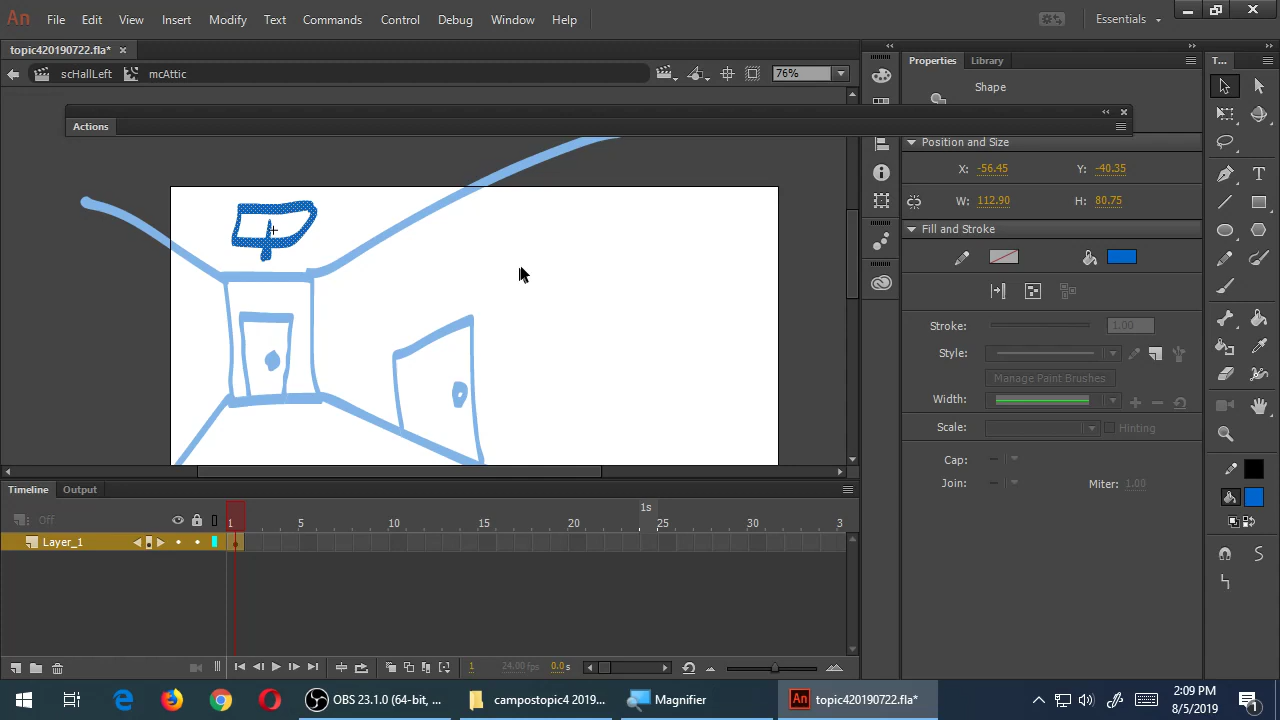 An File Edit View Insert Modify Text Commands Control Debug Window Help Essentials
topic420190722.fla*
scHallLeft mcAttic 76%
Actions
Properties Library
Shape
Position and Size
X: -56.45 Y: -40.35
W: 112.90 H: 80.75
Fill and Stroke
Stroke: 1.00
Style:
Manage Paint Brushes
Width:
Scale: Hinting
Cap:
Join: Miter: 1.00
T...
Timeline Output
Off 1 5 10 15 20 1s 25 30 3
Layer_1
1 24.00 fps 0.0 s
OBS 23.1.0 (64-bit, ... campostopic4 2019... Magnifier An topic420190722.fla*
2:09 PM
8/5/2019
1